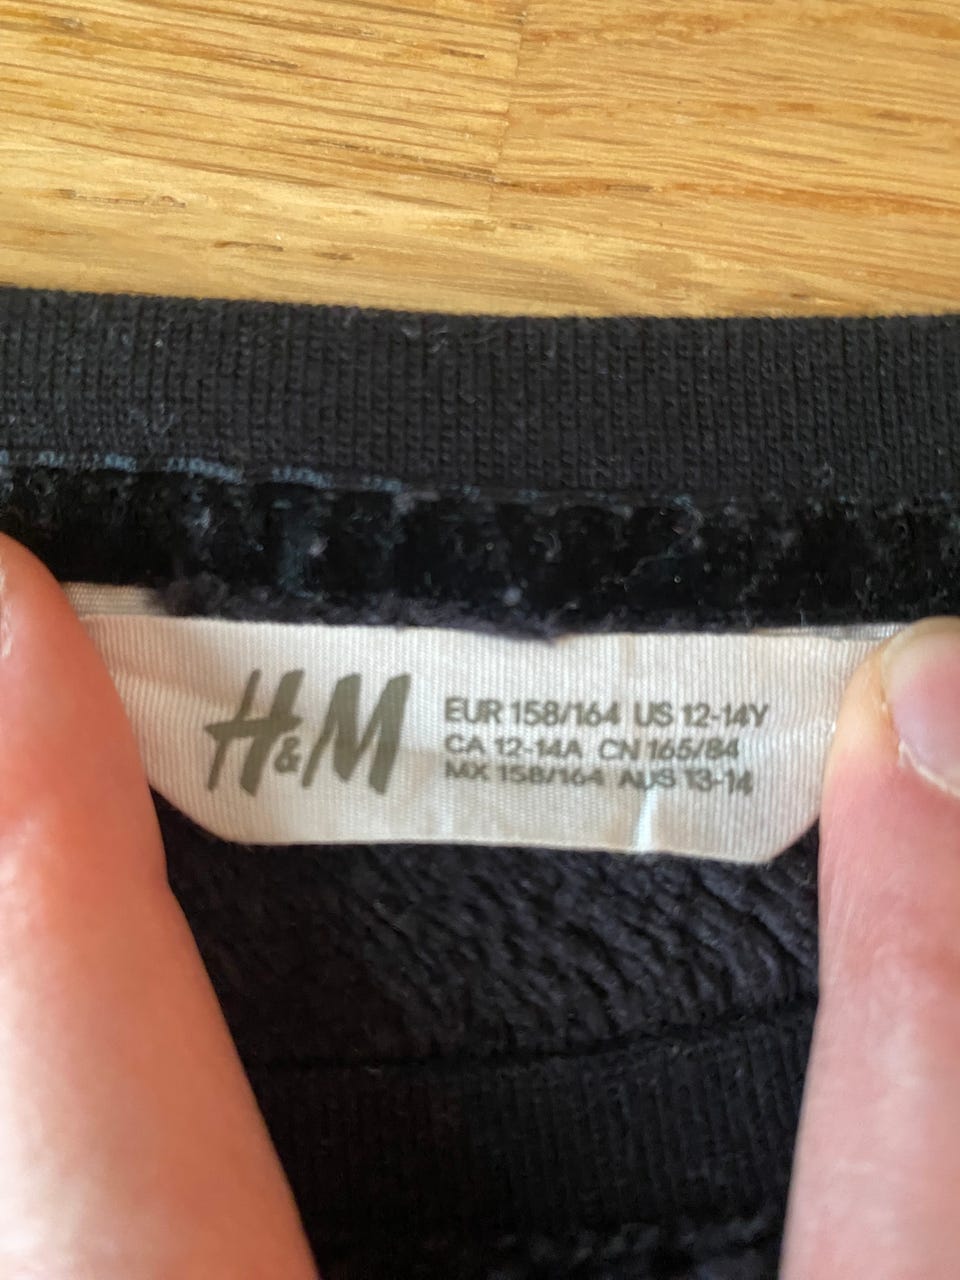 H&M
EUR 158/164 US 12-14Y
CA 12-14A CN 165/84
MX 158/164 AUS 13-14